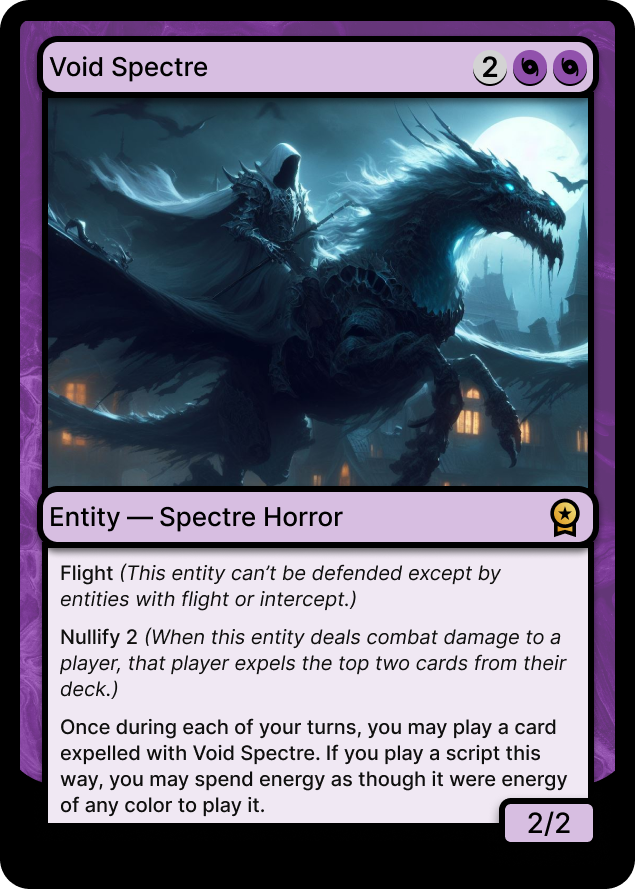 Void Spectre
2
Entity — Spectre Horror
Flight (This entity can’t be defended except by
entities with flight or intercept.)
Nullify 2 (When this entity deals combat damage to a
player, that player expels the top two cards from their
deck.)
Once during each of your turns, you may play a card
expelled with Void Spectre. If you play a script this
way, you may spend energy as though it were energy
of any color to play it.
2/2